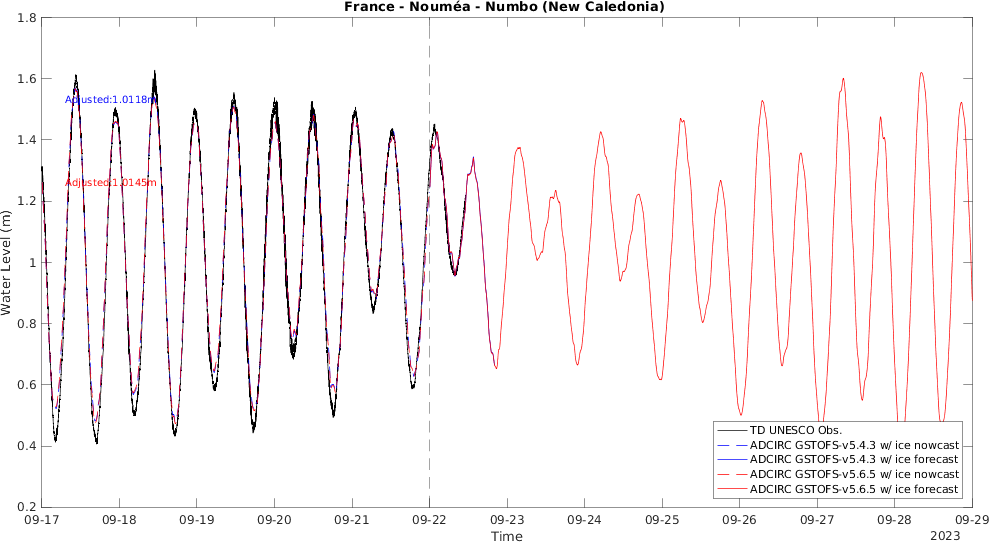 France - Nouméa - Numbo (New Caledonia)
1.8
1.6
1.4
1.2
1
0.8
0.6
0.4
0.2
Water Level (m)
Adjusted:1.0118m
Adjusted:1.0145m
TD UNESCO Obs.
ADCIRC GSTOFS-v5.4.3 w/ ice nowcast
ADCIRC GSTOFS-v5.4.3 w/ ice forecast
ADCIRC GSTOFS-v5.6.5 w/ ice nowcast
ADCIRC GSTOFS-v5.6.5 w/ ice forecast
09-17 09-18 09-19 09-20 09-21 09-22 09-23 09-24 09-25 09-26 09-27 09-28 09-29
Time
2023